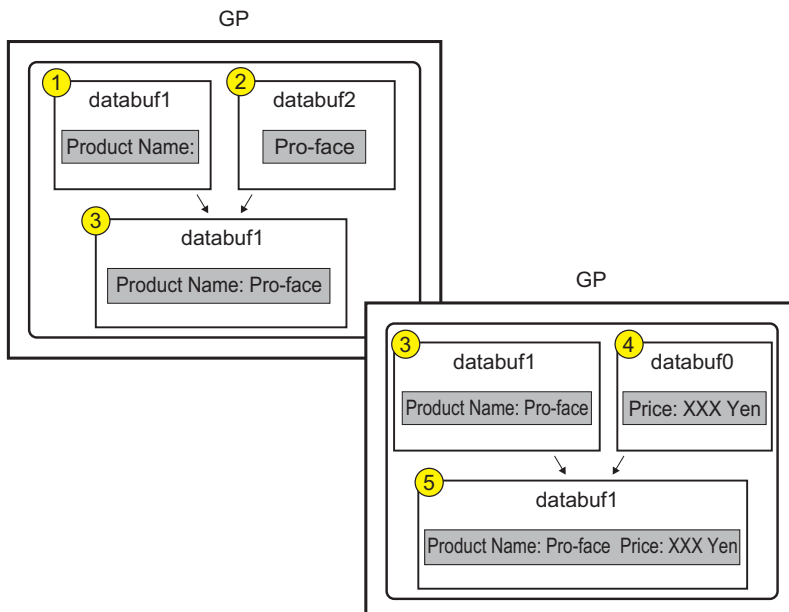 GP
1
databuf1
Product Name:
2
databuf2
Pro-face
3
databuf1
Product Name: Pro-face
GP
3
databuf1
Product Name: Pro-face
4
databuf0
Price: XXX Yen
5
databuf1
Product Name: Pro-face  Price: XXX Yen